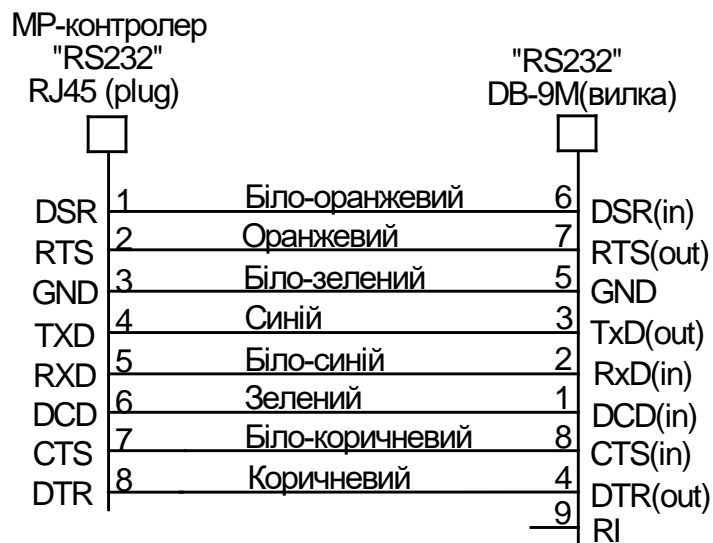 МР-контролер
"RS232"
RJ45 (plug)
"RS232"
DB-9M(вилка)
DSR 1 Біло-оранжевий 6 DSR(in)
RTS 2 Оранжевий 7 RTS(out)
GND 3 Біло-зелений 5 GND
TXD 4 Синій 3 TxD(out)
RXD 5 Біло-синій 2 RxD(in)
DCD 6 Зелений 1 DCD(in)
CTS 7 Біло-коричневий 8 CTS(in)
DTR 8 Коричневий 4 DTR(out)
9 RI